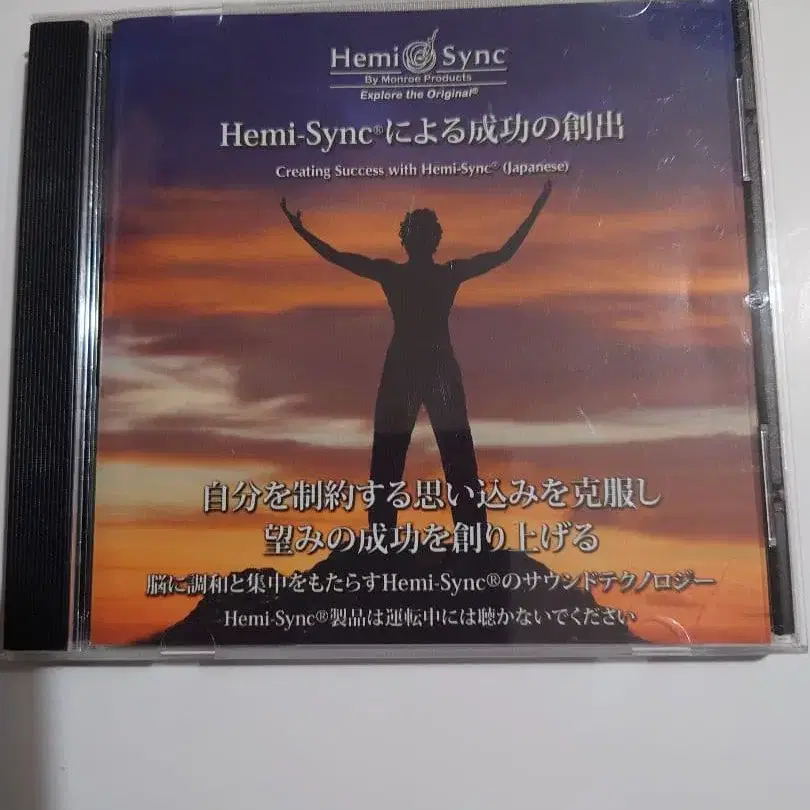 Hemi Sync
By Monroe Products
Explore the Original®
Hemi-Sync®による成功の創出
Creating Success with Hemi-Sync® (Japanese)
自分を制約する思い込みを克服し
望みの成功を創り上げる
脳に調和と集中をもたらすHemi-Sync®のサウンドテクノロジー
Hemi-Sync®製品は運転中には聴かないでください